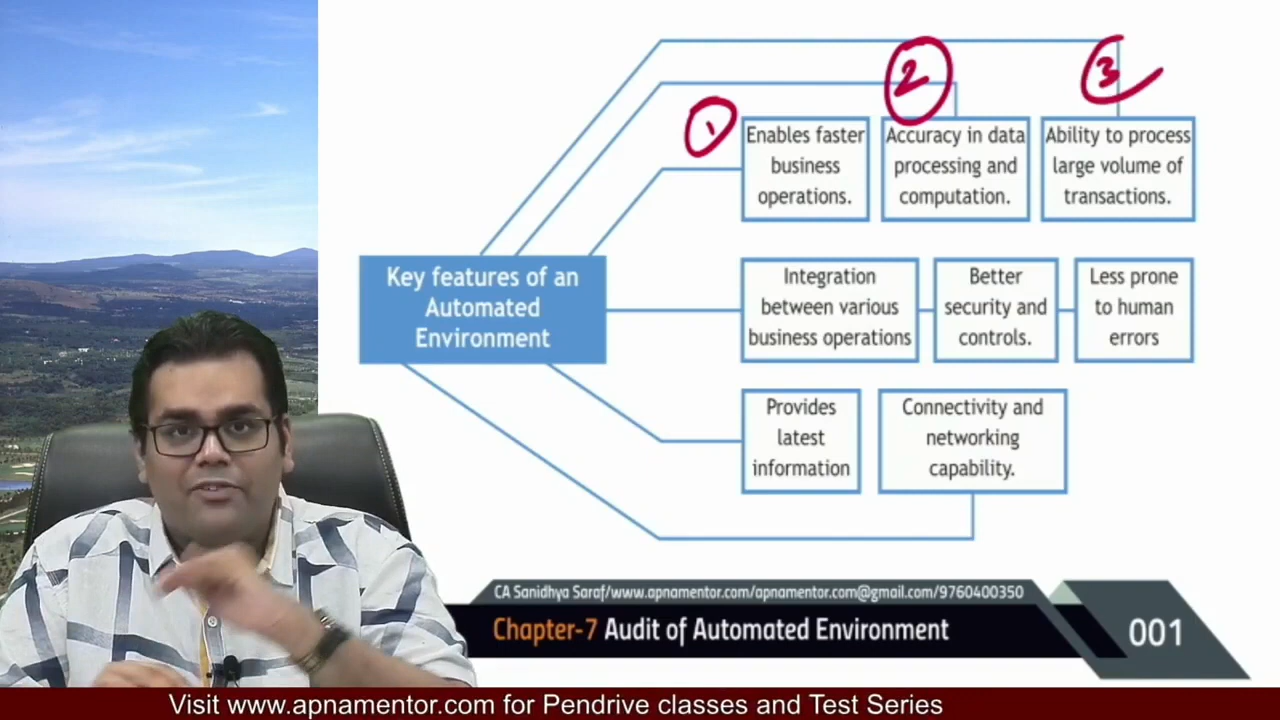 2
3
1
Enables faster
business
operations.
Accuracy in data
processing and
computation.
Ability to process
large volume of
transactions.
Key features of an
Automated
Environment
Integration
between various
business operations
Better
security and
controls.
Less prone
to human
errors
Provides
latest
information
Connectivity and
networking
capability.
CA Sanidhya Saraf/www.apnamentor.com/apnamentor.com@gmail.com/9760400350
Chapter-7 Audit of Automated Environment
001
Visit www.apnamentor.com for Pendrive classes and Test Series